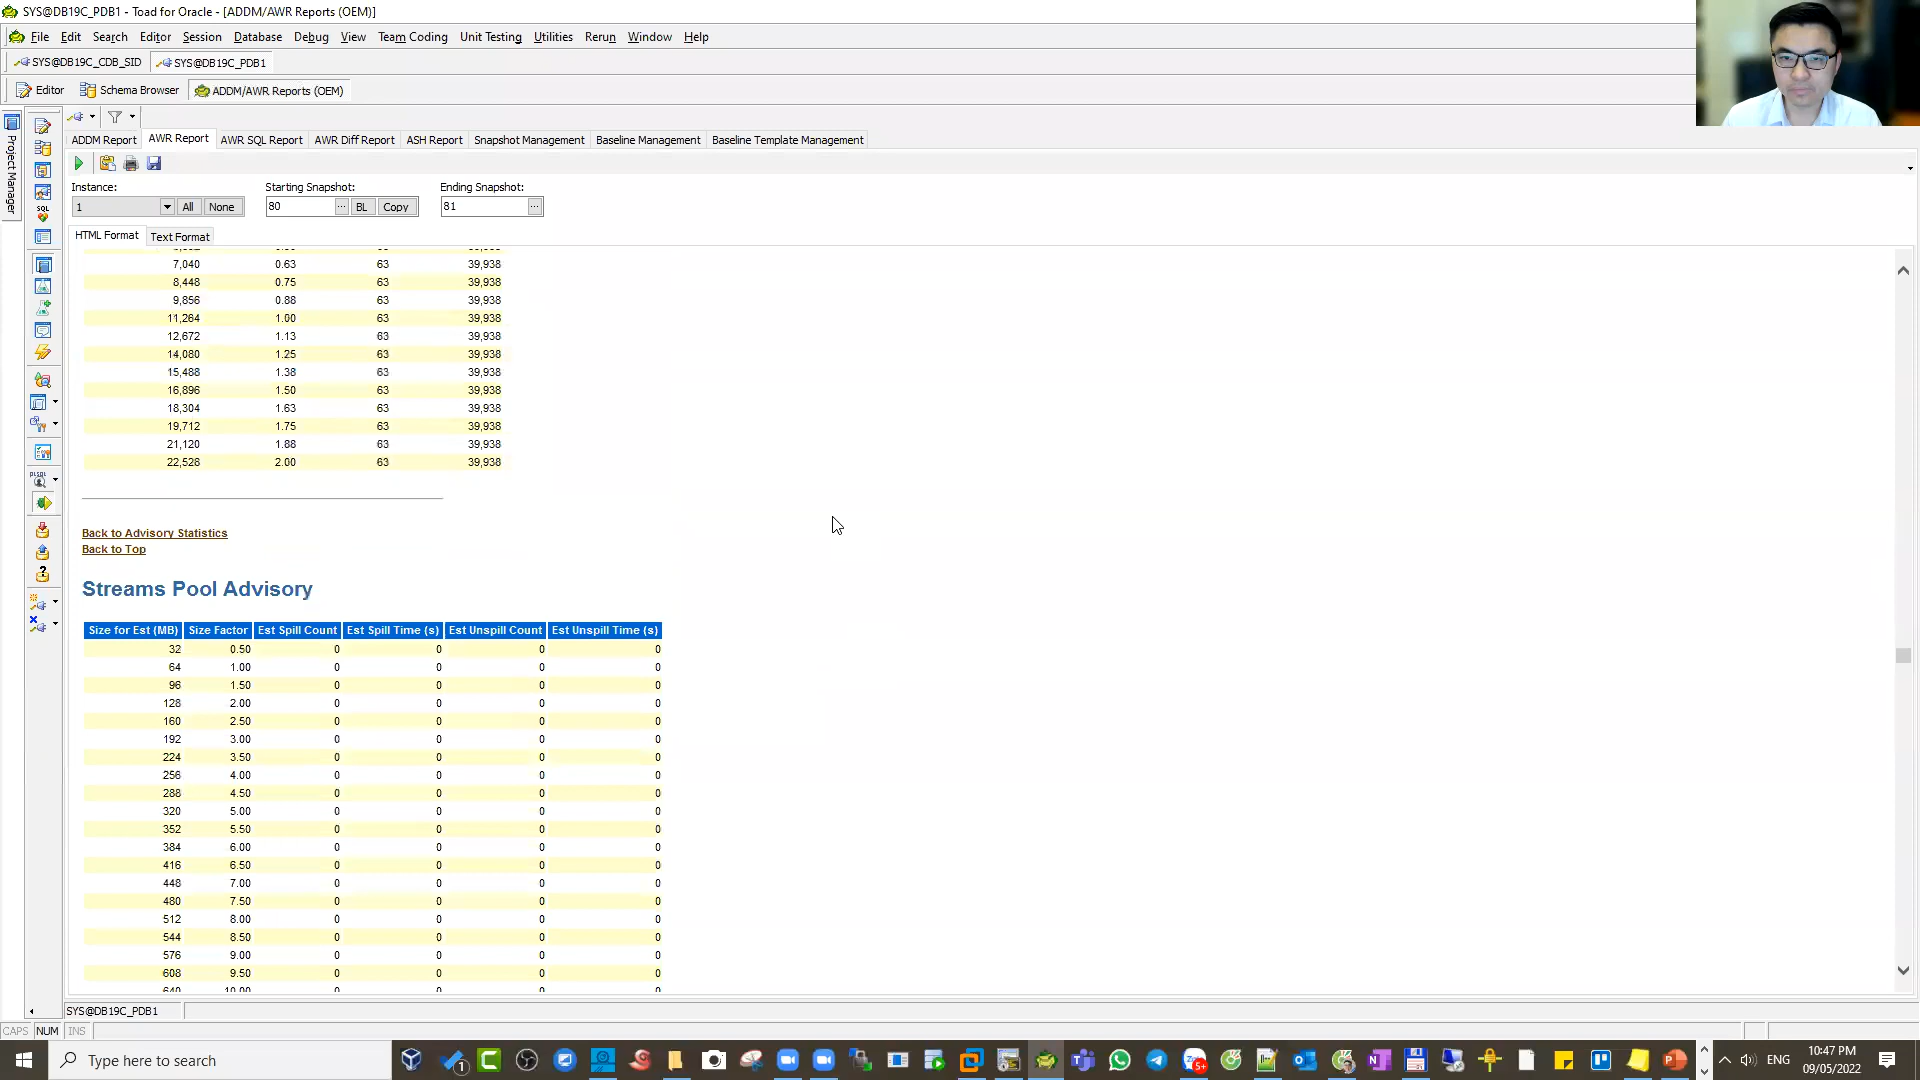 SYS@DB19C_PDB1 - Toad for Oracle - [ADDM/AWR Reports (OEM)]
File Edit Search Editor Session Database Debug View Team Coding Unit Testing Utilities Rerun Window Help
SYS@DB19C_CDB_SID SYS@DB19C_PDB1
Editor Schema Browser ADDM/AWR Reports (OEM)
Project Manager
ADDM Report AWR Report AWR SQL Report AWR Diff Report ASH Report Snapshot Management Baseline Management Baseline Template Management
Instance: Starting Snapshot: Ending Snapshot:
1 All None 80 ... BL Copy 81 ...
HTML Format Text Format
7,040 0.63 63 39,938
8,448 0.75 63 39,938
9,856 0.88 63 39,938
11,264 1.00 63 39,938
12,672 1.13 63 39,938
14,080 1.25 63 39,938
15,488 1.38 63 39,938
16,896 1.50 63 39,938
18,304 1.63 63 39,938
19,712 1.75 63 39,938
21,120 1.88 63 39,938
22,528 2.00 63 39,938
Back to Advisory Statistics
Back to Top
Streams Pool Advisory
Size for Est (MB) Size Factor Est Spill Count Est Spill Time (s) Est Unspill Count Est Unspill Time (s)
32 0.50 0 0 0 0
64 1.00 0 0 0 0
96 1.50 0 0 0 0
128 2.00 0 0 0 0
160 2.50 0 0 0 0
192 3.00 0 0 0 0
224 3.50 0 0 0 0
256 4.00 0 0 0 0
288 4.50 0 0 0 0
320 5.00 0 0 0 0
352 5.50 0 0 0 0
384 6.00 0 0 0 0
416 6.50 0 0 0 0
448 7.00 0 0 0 0
480 7.50 0 0 0 0
512 8.00 0 0 0 0
544 8.50 0 0 0 0
576 9.00 0 0 0 0
608 9.50 0 0 0 0
640 10.00 0 0 0 0
SYS@DB19C_PDB1
CAPS NUM INS
Type here to search
ENG
10:47 PM
09/05/2022